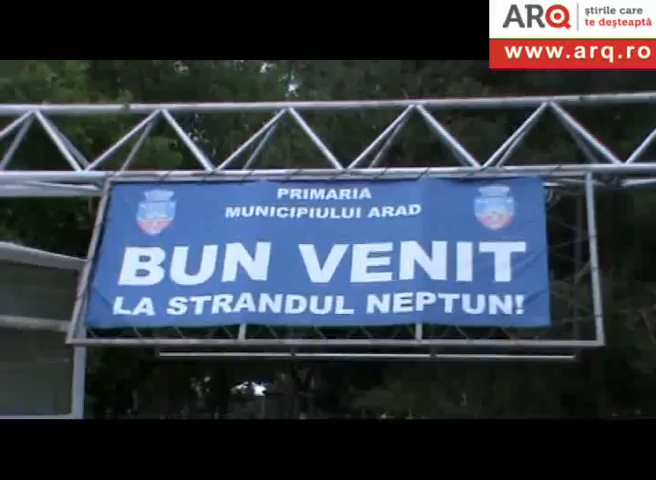 ARQ
știrile care
te deșteaptă
www.arq.ro
PRIMARIA
MUNICIPIULUI ARAD
BUN VENIT
LA STRANDUL NEPTUN!